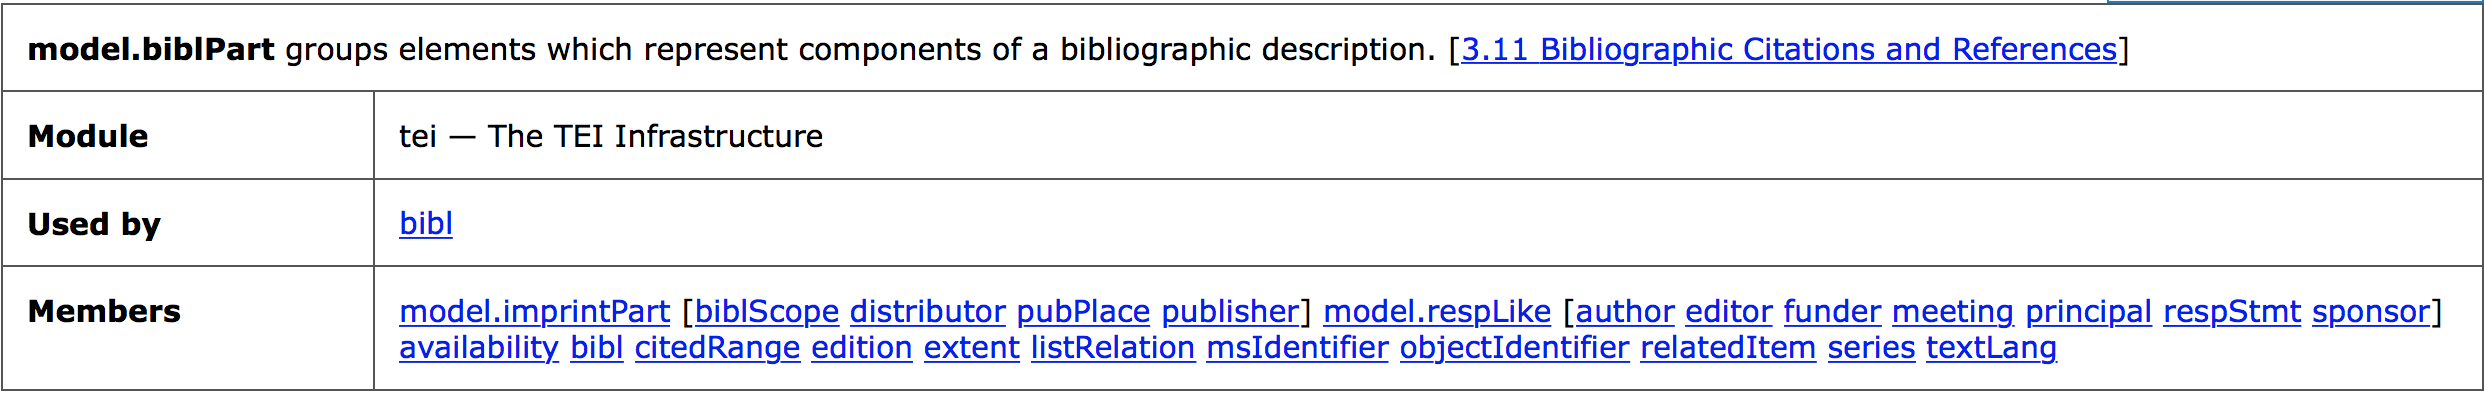 model.biblPart groups elements which represent components of a bibliographic description. [3.11 Bibliographic Citations and References]
Module tei — The TEI Infrastructure
Used by bibl
Members model.imprintPart [biblScope distributor pubPlace publisher] model.respLike [author editor funder meeting principal respStmt sponsor]
availability bibl citedRange edition extent listRelation msIdentifier objectIdentifier relatedItem series textLang